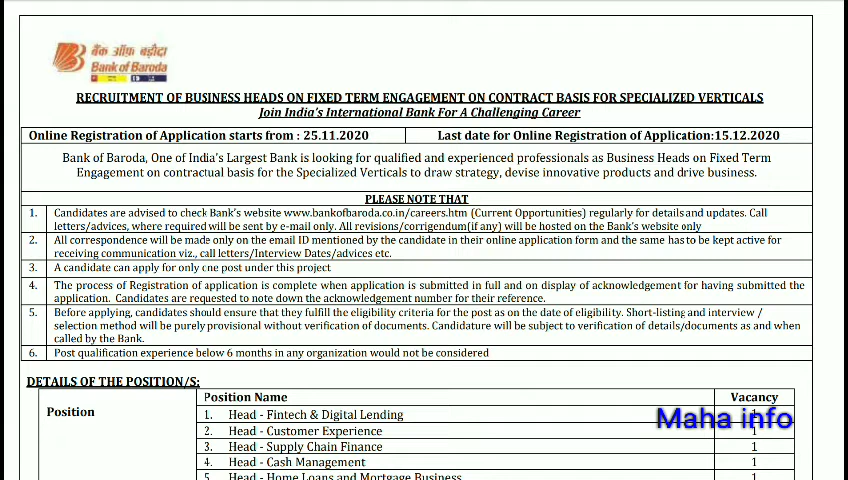 बैंक ऑफ़ बड़ौदा
Bank of Baroda
RECRUITMENT OF BUSINESS HEADS ON FIXED TERM ENGAGEMENT ON CONTRACT BASIS FOR SPECIALIZED VERTICALS
Join India's International Bank For A Challenging Career
Online Registration of Application starts from : 25.11.2020 Last date for Online Registration of Application:15.12.2020
Bank of Baroda, One of India's Largest Bank is looking for qualified and experienced professionals as Business Heads on Fixed Term
Engagement on contractual basis for the Specialized Verticals to draw strategy, devise innovative products and drive business.
PLEASE NOTE THAT
1. Candidates are advised to check Bank's website www.bankofbaroda.co.in/careers.htm (Current Opportunities) regularly for details and updates. Call
letters/advices, where required will be sent by e-mail only. All revisions/corrigendum(if any) will be hosted on the Bank's website only
2. All correspondence will be made only on the email ID mentioned by the candidate in their online application form and the same has to be kept active for
receiving communication viz., call letters/Interview Dates/advices etc.
3. A candidate can apply for only one post under this project
4. The process of Registration of application is complete when application is submitted in full and on display of acknowledgement for having submitted the
application. Candidates are requested to note down the acknowledgement number for their reference.
5. Before applying, candidates should ensure that they fulfill the eligibility criteria for the post as on the date of eligibility. Short-listing and interview /
selection method will be purely provisional without verification of documents. Candidature will be subject to verification of details/documents as and when
called by the Bank.
6. Post qualification experience below 6 months in any organization would not be considered
DETAILS OF THE POSITION/S:
Position Name Vacancy
Position
1. Head - Fintech & Digital Lending 1
Maha info
2. Head - Customer Experience 1
3. Head - Supply Chain Finance 1
4. Head - Cash Management 1
5. Head - Home Loans and Mortgage Business 1